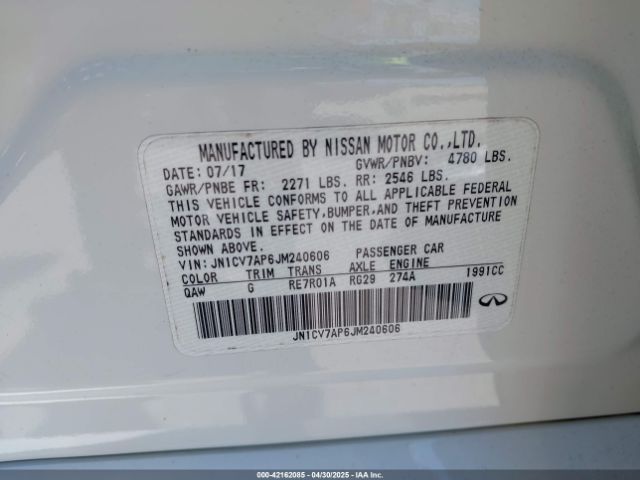 MANUFACTURED BY NISSAN MOTOR CO.,LTD.
DATE: 07/17 GVWR/PNBV: 4780 LBS.
GAWR/PNBE FR: 2271 LBS. RR: 2546 LBS.
THIS VEHICLE CONFORMS TO ALL APPLICABLE FEDERAL
MOTOR VEHICLE SAFETY,BUMPER,AND THEFT PREVENTION
STANDARDS IN EFFECT ON THE DATE OF MANUFACTURE
SHOWN ABOVE.
VIN: JN1CV7AP6JM240606 PASSENGER CAR
COLOR TRIM TRANS AXLE ENGINE
QAW G RE7R01A RG29 274A 1991CC
JN1CV7AP6JM240606
INFINITI
000-42162085 - 04/30/2025 - IAA Inc.